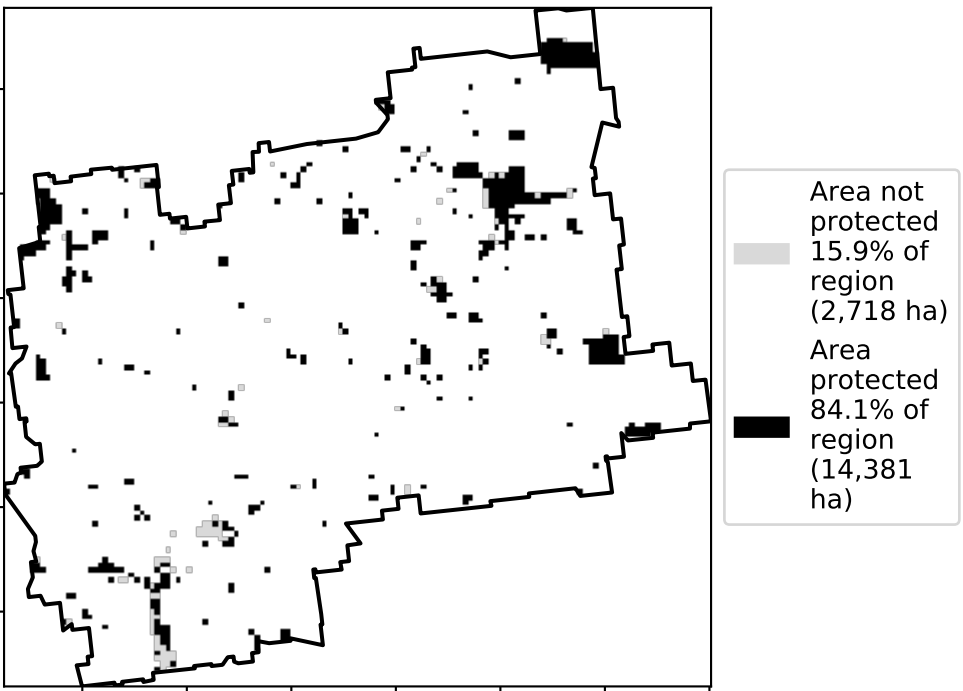 Area not
protected
15.9% of
region
(2,718 ha)
Area
protected
84.1% of
region
(14,381
ha)